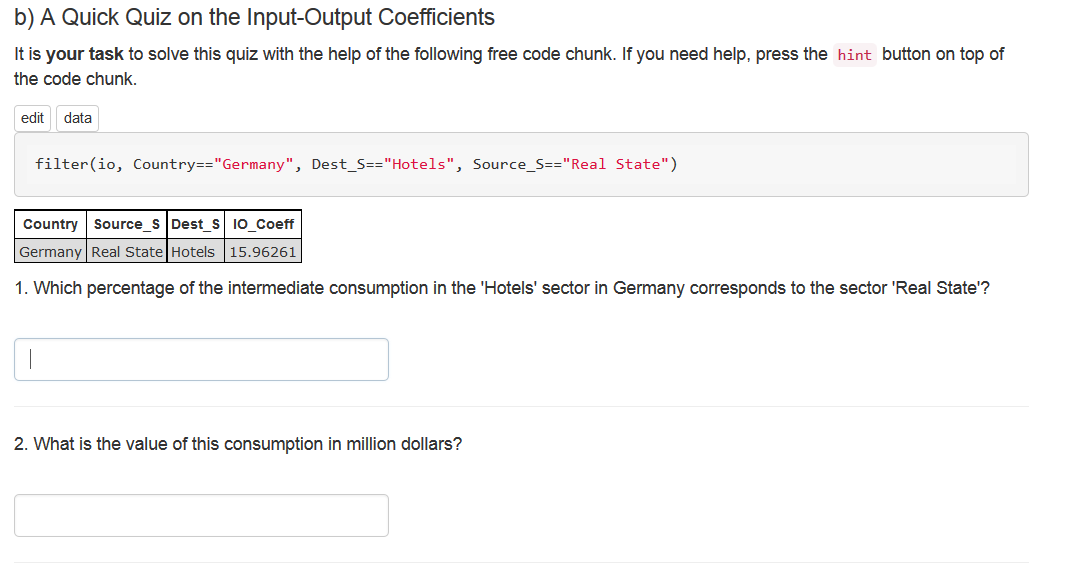 b) A Quick Quiz on the Input-Output Coefficients
It is your task to solve this quiz with the help of the following free code chunk. If you need help, press the hint button on top of
the code chunk.
edit data
filter(io, Country=="Germany", Dest_S=="Hotels", Source_S=="Real State")
Country Source_S Dest_S IO_Coeff
Germany Real State Hotels 15.96261
1. Which percentage of the intermediate consumption in the 'Hotels' sector in Germany corresponds to the sector 'Real State'?
2. What is the value of this consumption in million dollars?